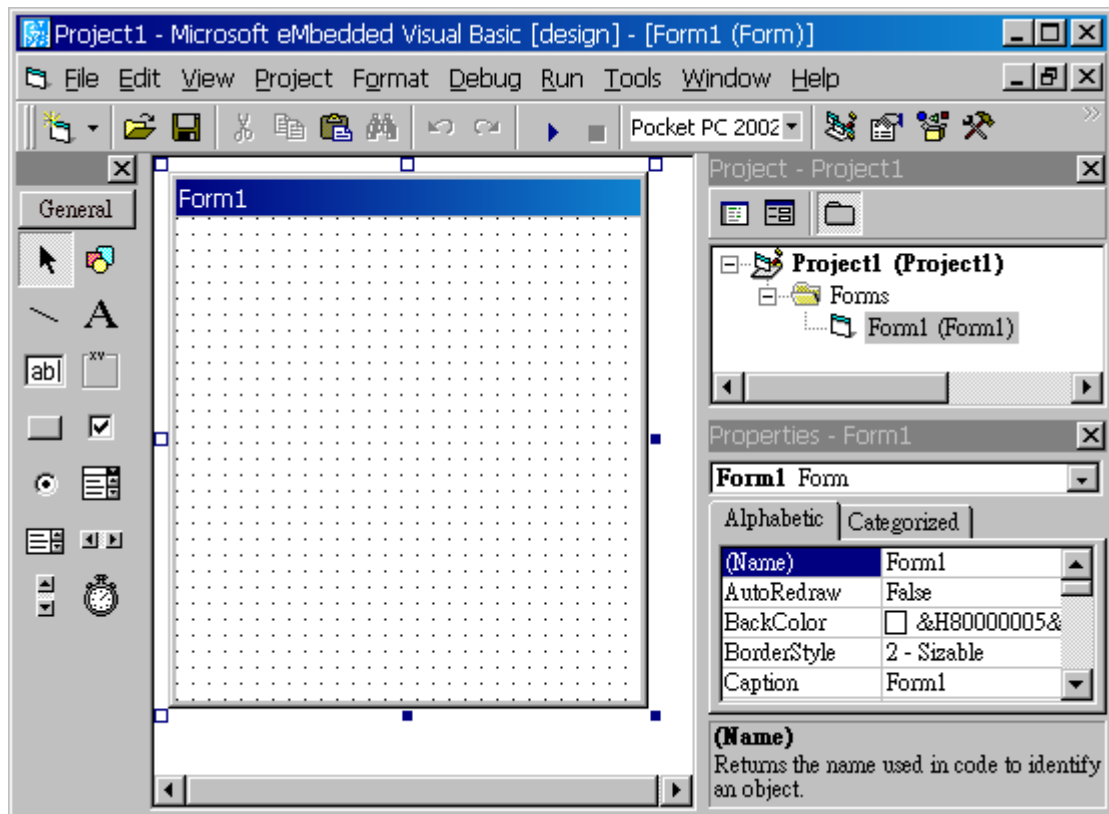 Project1 - Microsoft eMbedded Visual Basic [design] - [Form1 (Form)]
File Edit View Project Format Debug Run Tools Window Help
Pocket PC 2002
General
A
ab
xy
Form1
Project - Project1
Project1 (Project1)
Forms
Form1 (Form1)
Properties - Form1
Form1 Form
Alphabetic Categorized
(Name) Form1
AutoRedraw False
BackColor &H80000005&
BorderStyle 2 - Sizable
Caption Form1
(Name)
Returns the name used in code to identify
an object.